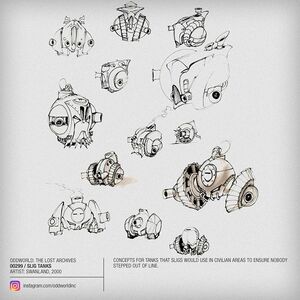 ODDWORLD: THE LOST ARCHIVES
00299 / SLIG TANKS
ARTIST: SWANLAND, 2000
instagram.com/oddworldinc
CONCEPTS FOR TANKS THAT SLIGS WOULD USE IN CIVILIAN AREAS TO ENSURE NOBODY
STEPPED OUT OF LINE.